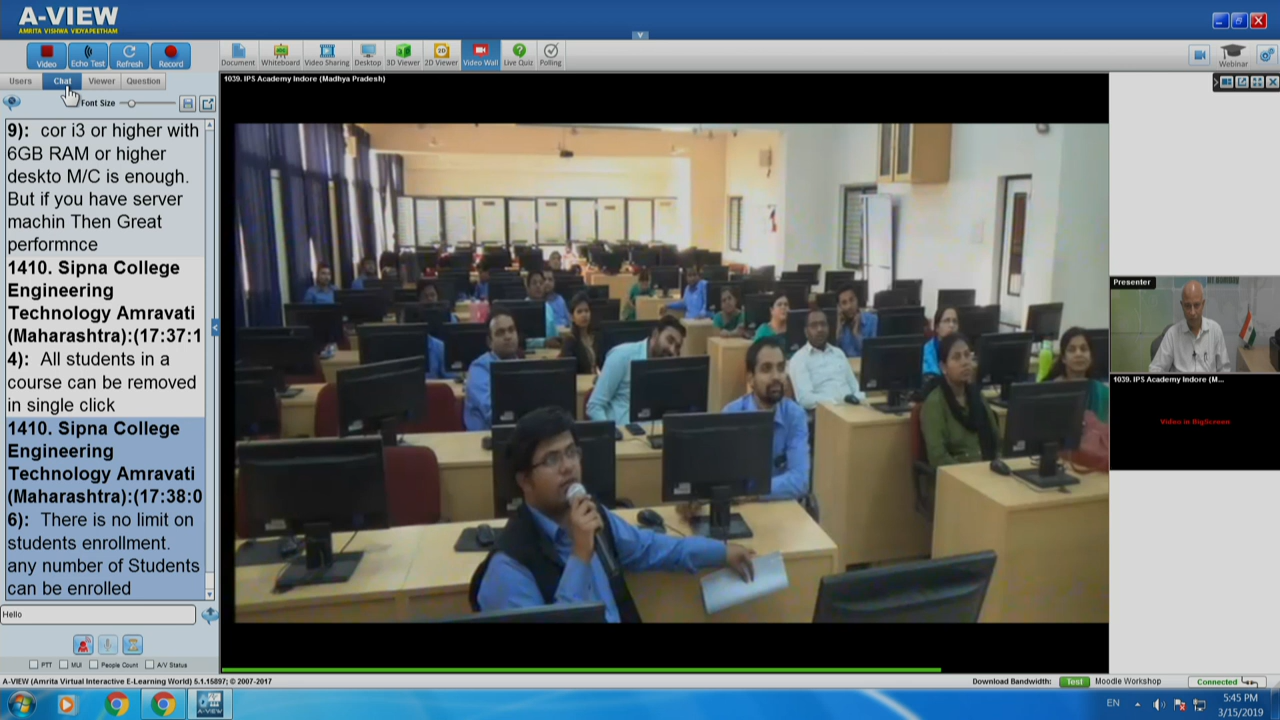 A-VIEW
AMRITA VISHWA VIDYAPEETHAM
Video
Echo Test
Refresh
Record
Document
Whiteboard
Video Sharing
Desktop
3D Viewer
2D Viewer
Video Wall
Live Quiz
Polling
Webinar
Users
Chat
Viewer
Question
Font Size
9): cor i3 or higher with
6GB RAM or higher
deskto M/C is enough.
But if you have server
machin Then Great
performnce
1410. Sipna College
Engineering
Technology Amravati
(Maharashtra):(17:37:1
4): All students in a
course can be removed
in single click
1410. Sipna College
Engineering
Technology Amravati
(Maharashtra):(17:38:0
6): There is no limit on
students enrollment.
any number of Students
can be enrolled
Hello
PTT
MUI
People Count
A/V Status
1039. IPS Academy Indore (Madhya Pradesh)
Presenter
1039. IPS Academy Indore (M...
Video in BigScreen
A-VIEW (Amrita Virtual Interactive E-Learning World) 5.1.15897; © 2007-2017
Download Bandwidth:
Test
Moodle Workshop
Connected
EN
5:45 PM
3/15/2019